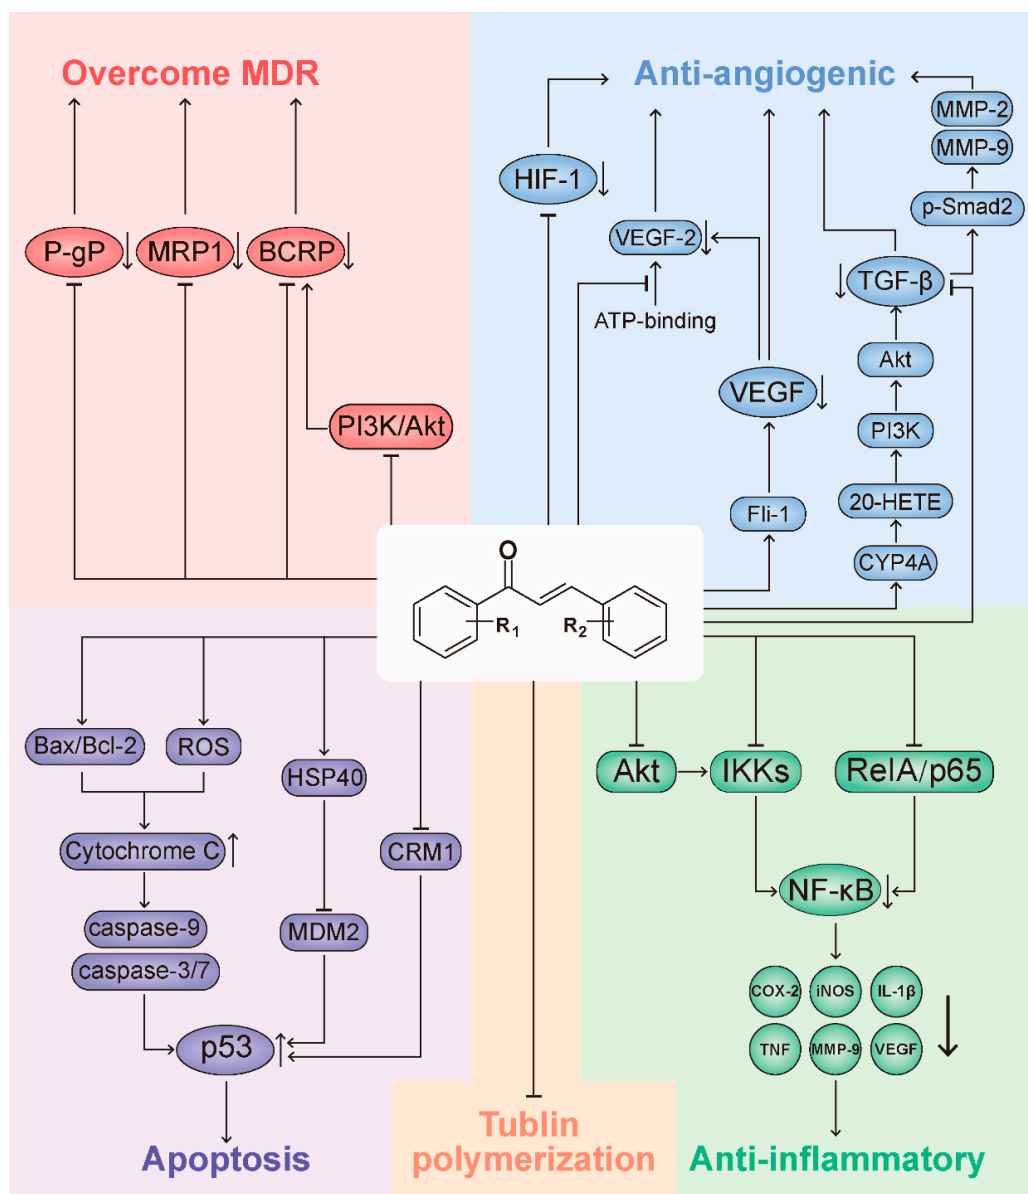 Overcome MDR
P-gP
MRP1
BCRP
PI3K/Akt
Anti-angiogenic
HIF-1
VEGF-2
ATP-binding
VEGF
Fli-1
MMP-2
MMP-9
p-Smad2
TGF-β
Akt
PI3K
20-HETE
CYP4A
O
R1
R2
Bax/Bcl-2
ROS
HSP40
CRM1
Cytochrome C
caspase-9
caspase-3/7
MDM2
p53
Apoptosis
Tublin
polymerization
Akt
IKKs
RelA/p65
NF-κB
COX-2
iNOS
IL-1β
TNF
MMP-9
VEGF
Anti-inflammatory